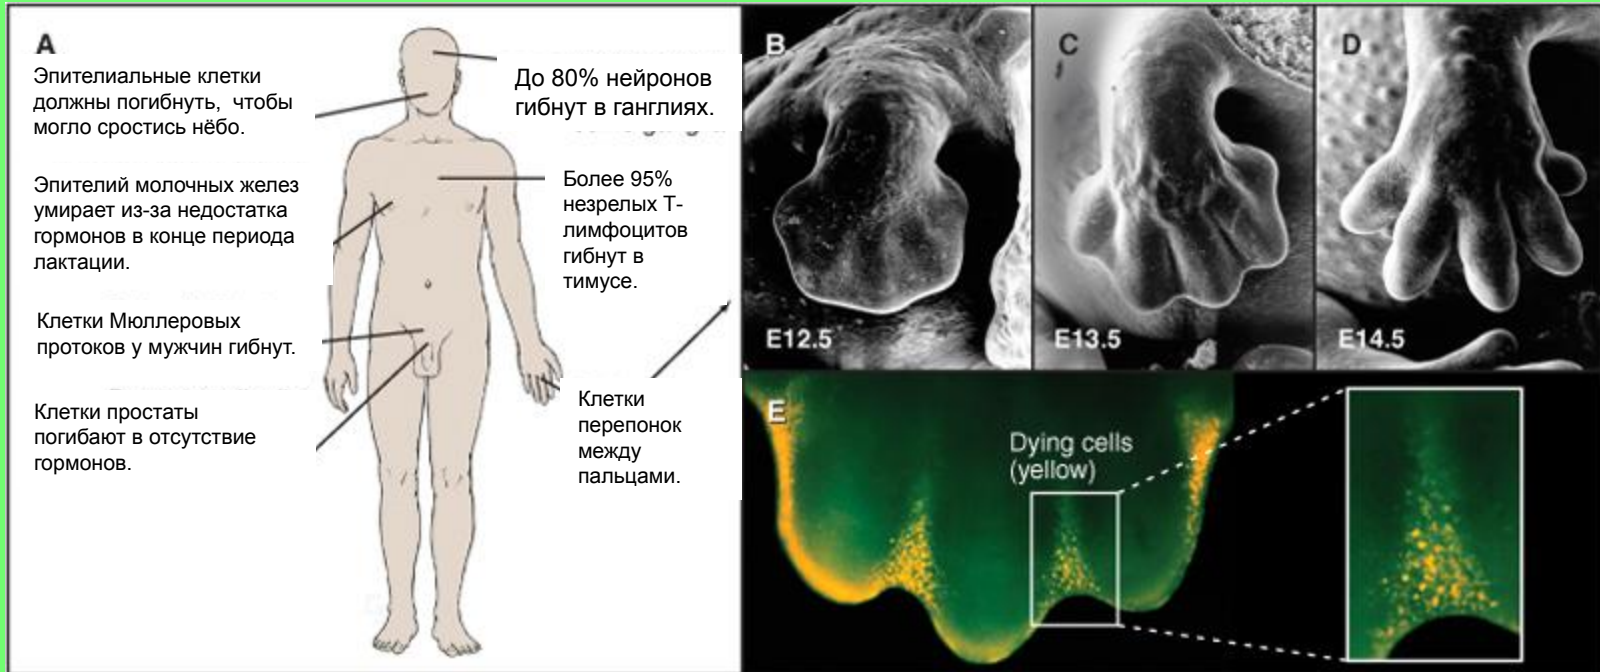 A
Эпителиальные клетки
должны погибнуть, чтобы
могло сростись нёбо.
До 80% нейронов
гибнут в ганглиях.
Эпителий молочных желез
умирает из-за недостатка
гормонов в конце периода
лактации.
Более 95%
незрелых Т-
лимфоцитов
гибнут в
тимусе.
Клетки Мюллеровых
протоков у мужчин гибнут.
Клетки простаты
погибают в отсутствие
гормонов.
Клетки
перепонок
между
пальцами.
B
E12.5
C
E13.5
D
E14.5
E
Dying cells
(yellow)